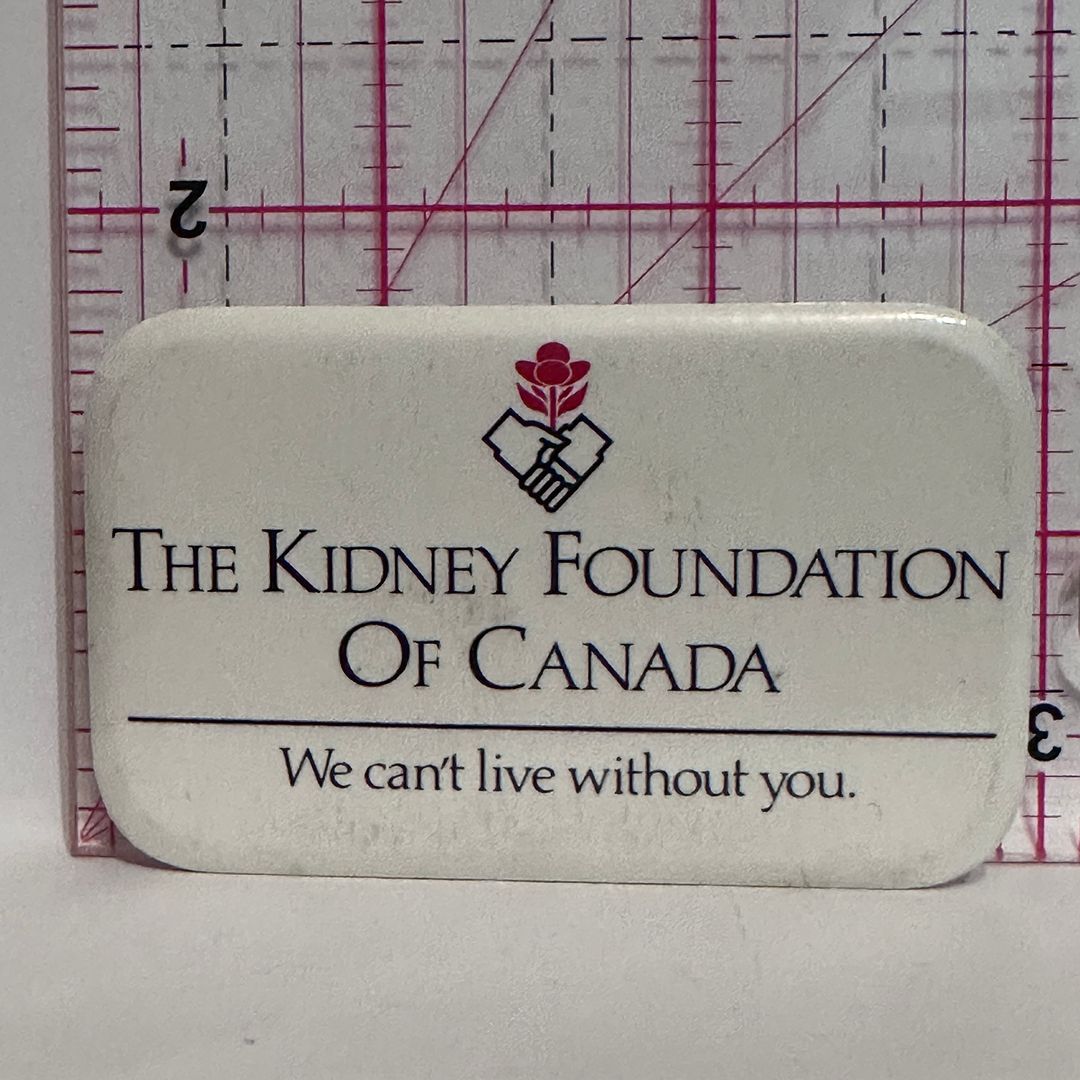 2
THE KIDNEY FOUNDATION
OF CANADA
We can't live without you.
3